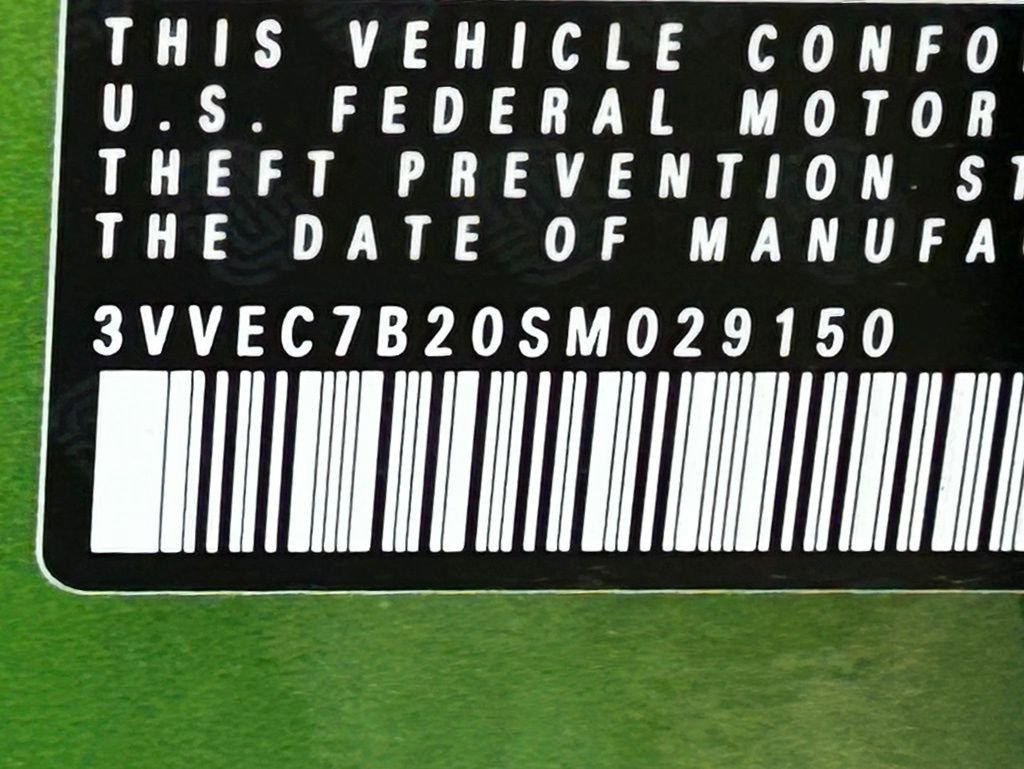 THIS VEHICLE CONFO
U.S. FEDERAL MOTOR
THEFT PREVENTION ST
THE DATE OF MANUFA
3VVEC7B20SM029150